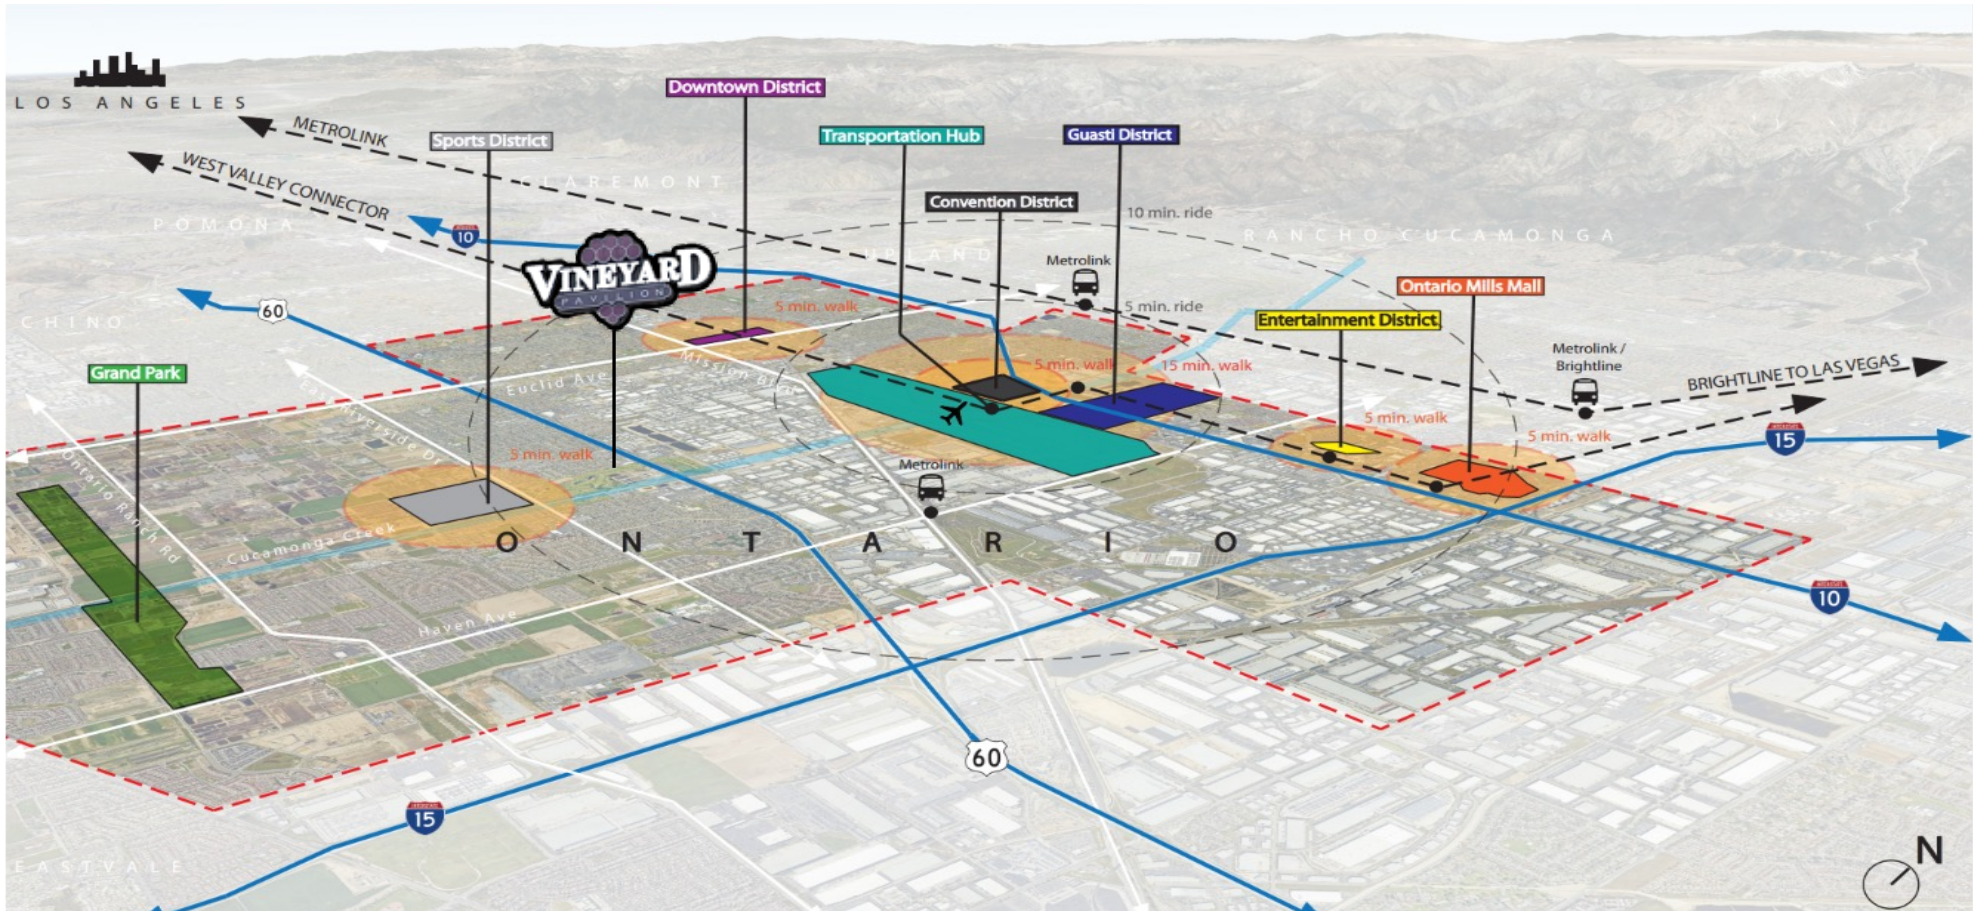 LOS ANGELES
METROLINK
WEST VALLEY CONNECTOR
Downtown District
Sports District
Transportation Hub
Guasti District
Convention District
CLAREMONT
POMONA
10
UPLAND
10 min. ride
RANCHO CUCAMONGA
VINEYARD
PAVILION
Metrolink
5 min. ride
Ontario Mills Mall
Entertainment District
60
CHINO
5 min. walk
Grand Park
Mission Blvd
Euclid Ave
5 min. walk
15 min. walk
Metrolink /
Brightline
BRIGHTLINE TO LAS VEGAS
Riverside Dr
5 min. walk
5 min. walk
5 min. walk
15
Ontario Ranch Rd
Metrolink
Cucamonga Creek
ONTARIO
Haven Ave
10
60
15
EASTVALE
N